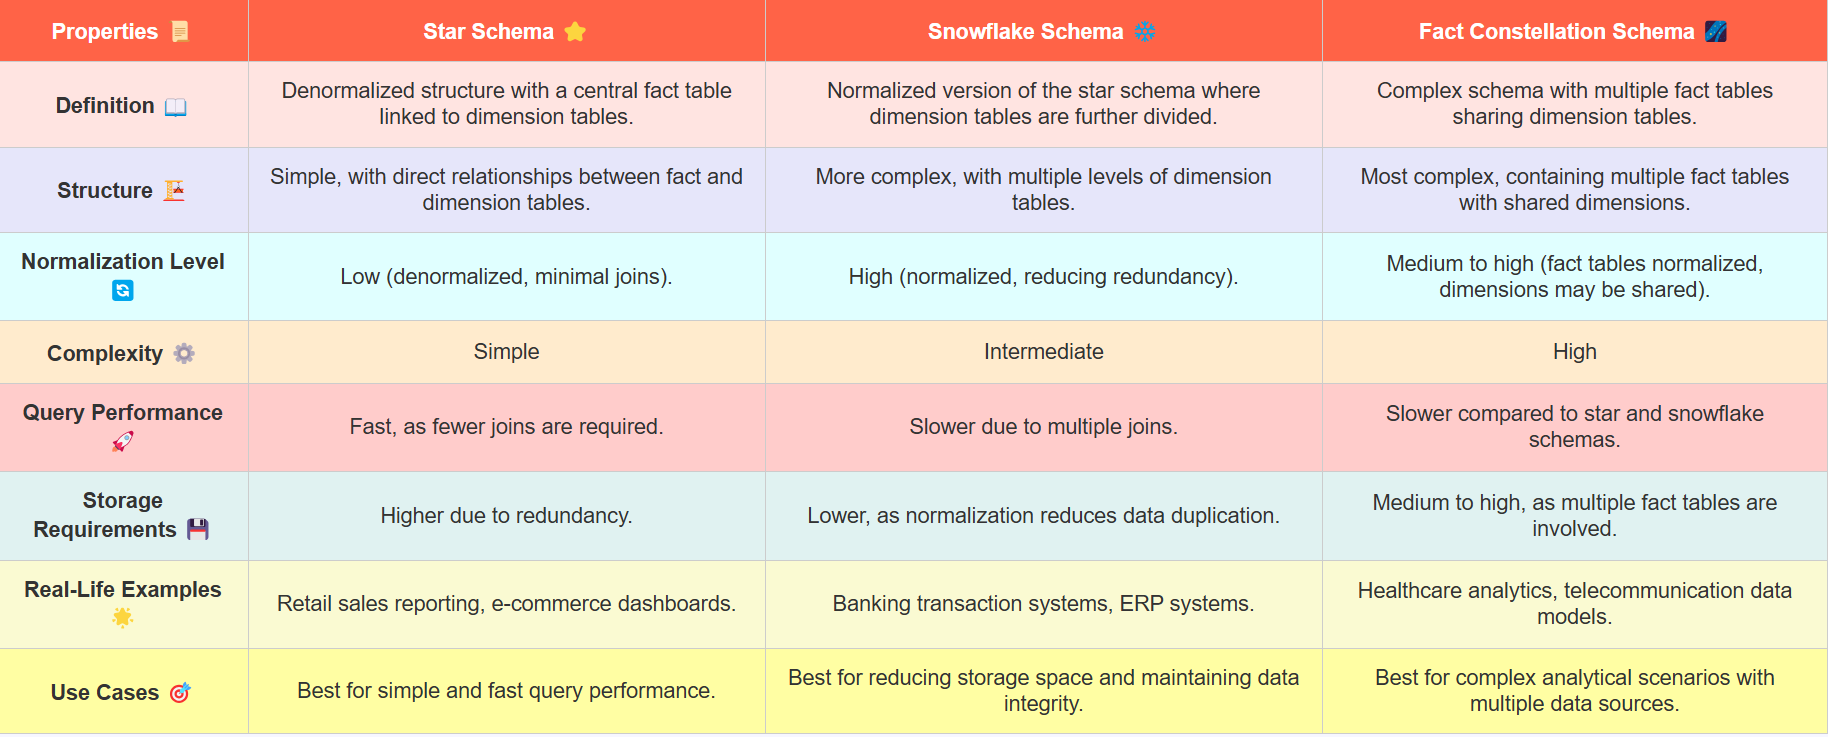 Properties 📜
Star Schema ⭐
Snowflake Schema ❄️
Fact Constellation Schema 🌌
Definition 📖
Denormalized structure with a central fact table
linked to dimension tables.
Normalized version of the star schema where
dimension tables are further divided.
Complex schema with multiple fact tables
sharing dimension tables.
Structure 🏗️
Simple, with direct relationships between fact and
dimension tables.
More complex, with multiple levels of dimension
tables.
Most complex, containing multiple fact tables
with shared dimensions.
Normalization Level
🔄
Low (denormalized, minimal joins).
High (normalized, reducing redundancy).
Medium to high (fact tables normalized,
dimensions may be shared).
Complexity ⚙️
Simple
Intermediate
High
Query Performance
🚀
Fast, as fewer joins are required.
Slower due to multiple joins.
Slower compared to star and snowflake
schemas.
Storage
Requirements 💾
Higher due to redundancy.
Lower, as normalization reduces data duplication.
Medium to high, as multiple fact tables are
involved.
Real-Life Examples
🌟
Retail sales reporting, e-commerce dashboards.
Banking transaction systems, ERP systems.
Healthcare analytics, telecommunication data
models.
Use Cases 🎯
Best for simple and fast query performance.
Best for reducing storage space and maintaining data
integrity.
Best for complex analytical scenarios with
multiple data sources.